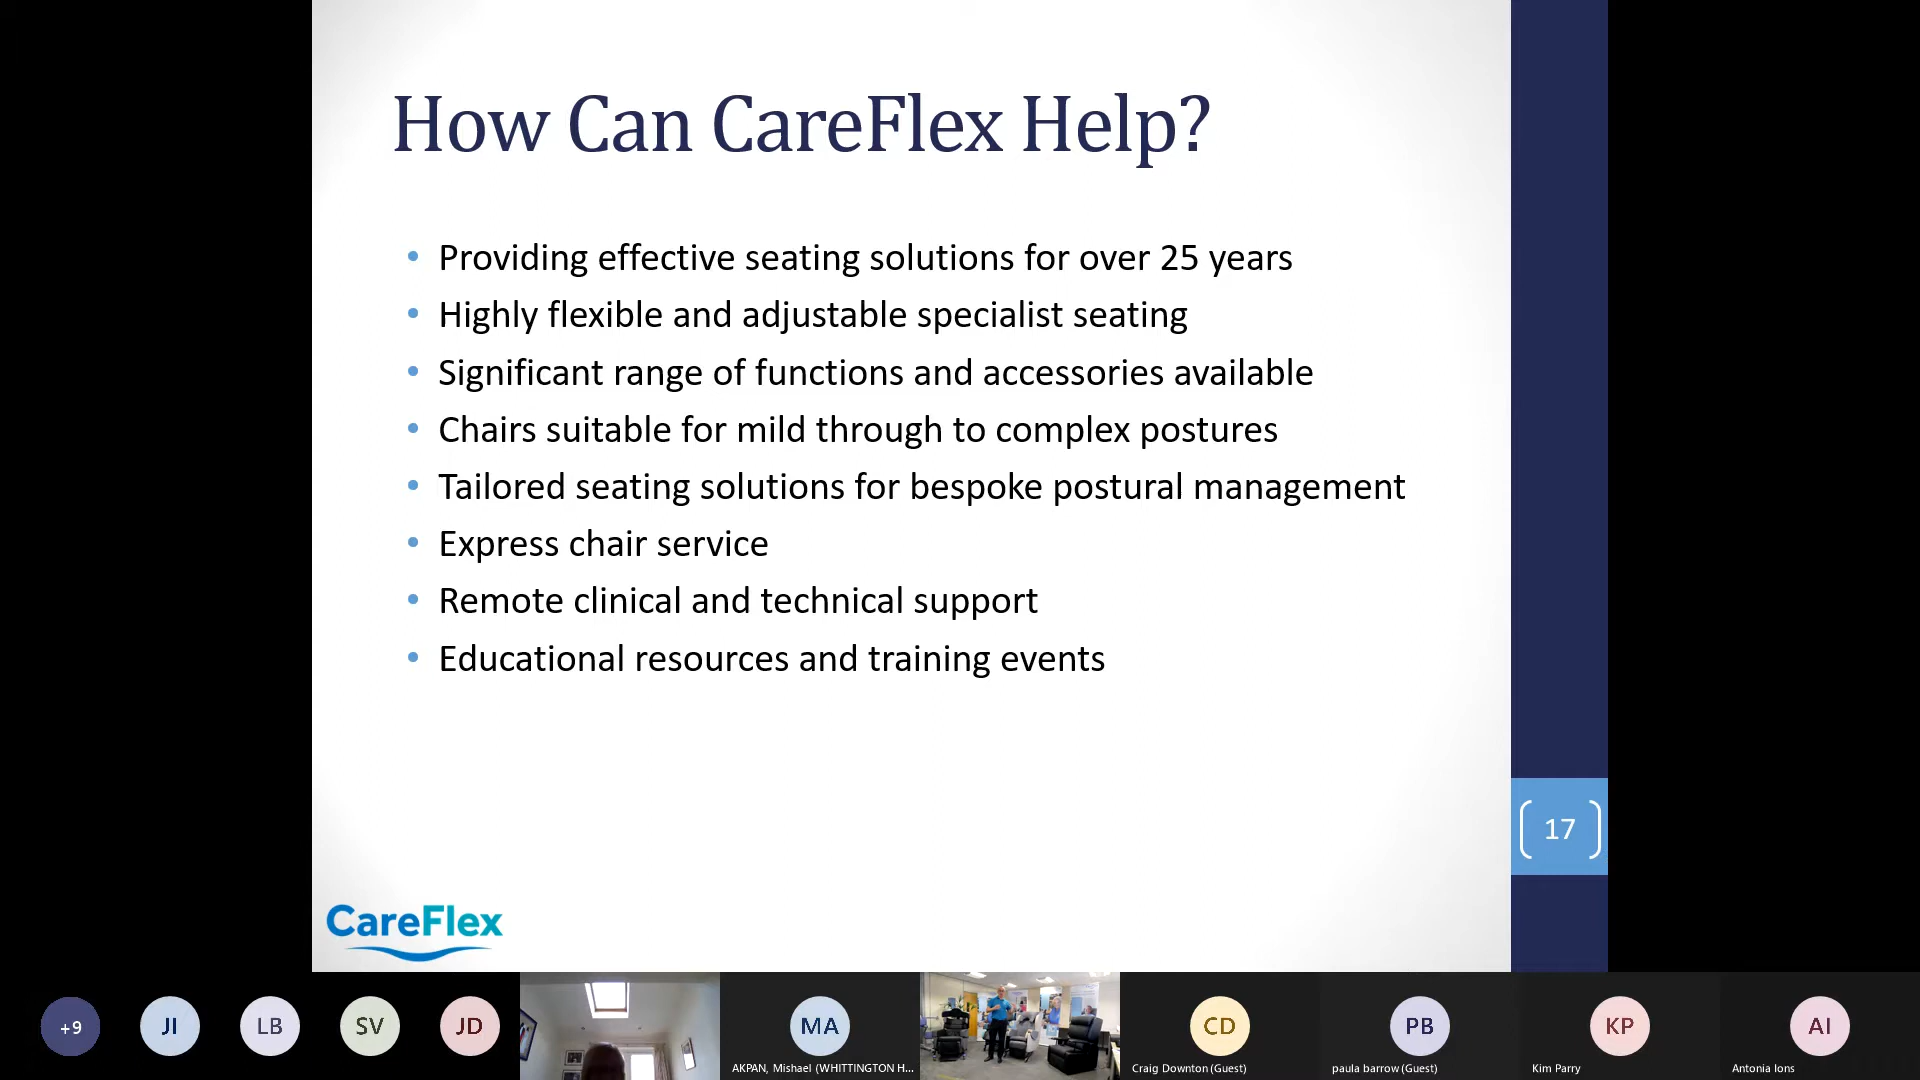 How Can CareFlex Help?
• Providing effective seating solutions for over 25 years
• Highly flexible and adjustable specialist seating
• Significant range of functions and accessories available
• Chairs suitable for mild through to complex postures
• Tailored seating solutions for bespoke postural management
• Express chair service
• Remote clinical and technical support
• Educational resources and training events
17
CareFlex
+9
JI
LB
SV
JD
MA
AKPAN, Mishael (WHITTINGTON H...
CD
Craig Downton (Guest)
PB
paula barrow (Guest)
KP
Kim Parry
AI
Antonia Ions